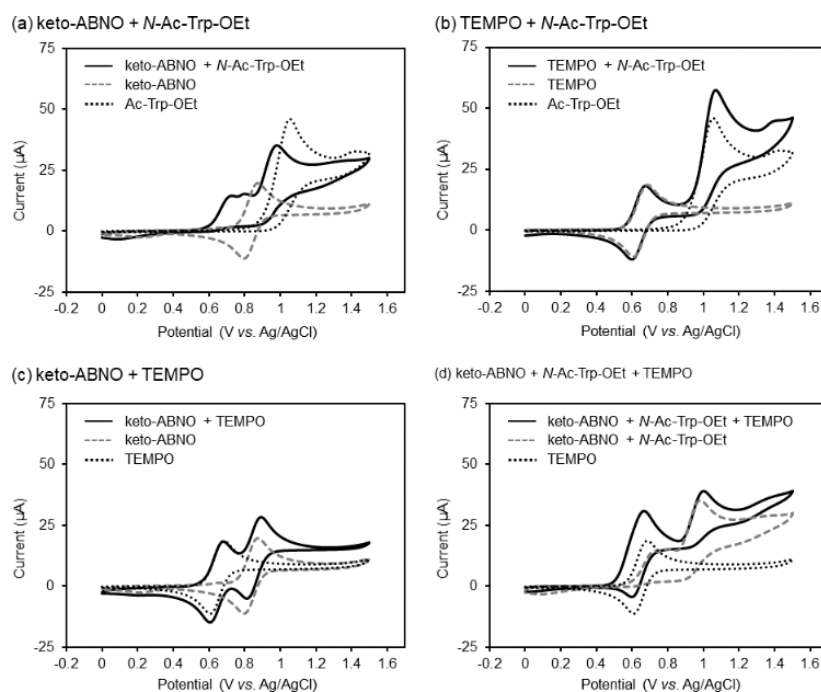 (a) keto-ABNO + N-Ac-Trp-OEt
75
50
25
0
-25
Current (μA)
keto-ABNO + N-Ac-Trp-OEt
keto-ABNO
Ac-Trp-OEt
-0.2 0 0.2 0.4 0.6 0.8 1 1.2 1.4 1.6
Potential (V vs. Ag/AgCl)
(b) TEMPO + N-Ac-Trp-OEt
75
50
25
0
-25
Current (μA)
TEMPO + N-Ac-Trp-OEt
TEMPO
Ac-Trp-OEt
-0.2 0 0.2 0.4 0.6 0.8 1 1.2 1.4 1.6
Potential (V vs. Ag/AgCl)
(c) keto-ABNO + TEMPO
75
50
25
0
-25
Current (μA)
keto-ABNO + TEMPO
keto-ABNO
TEMPO
-0.2 0 0.2 0.4 0.6 0.8 1 1.2 1.4 1.6
Potential (V vs. Ag/AgCl)
(d) keto-ABNO + N-Ac-Trp-OEt + TEMPO
75
50
25
0
-25
Current (μA)
keto-ABNO + N-Ac-Trp-OEt + TEMPO
keto-ABNO + N-Ac-Trp-OEt
TEMPO
-0.2 0 0.2 0.4 0.6 0.8 1 1.2 1.4 1.6
Potential (V vs. Ag/AgCl)